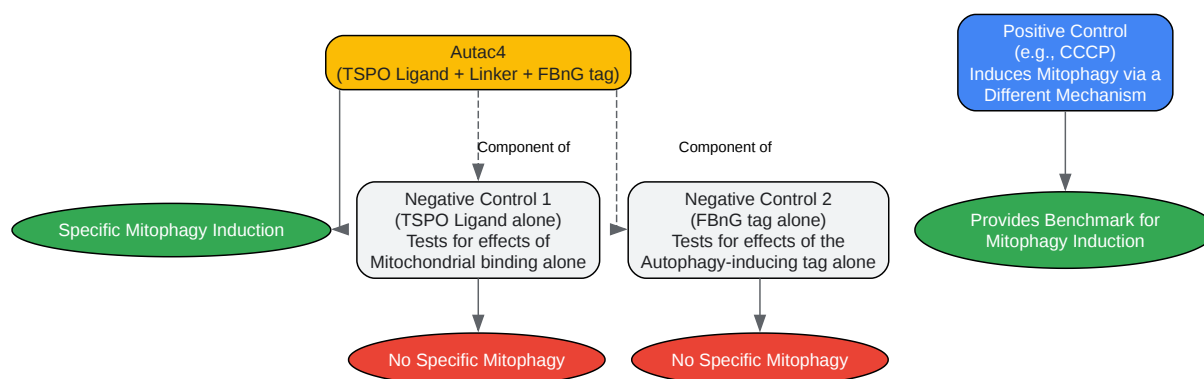 Autac4
(TSPO Ligand + Linker + FBnG tag)
Positive Control
(e.g., CCCP)
Induces Mitophagy via a
Different Mechanism
Component of
Component of
Specific Mitophagy Induction
Negative Control 1
(TSPO Ligand alone)
Tests for effects of
Mitochondrial binding alone
Negative Control 2
(FBnG tag alone)
Tests for effects of the
Autophagy-inducing tag alone
Provides Benchmark for
Mitophagy Induction
No Specific Mitophagy
No Specific Mitophagy